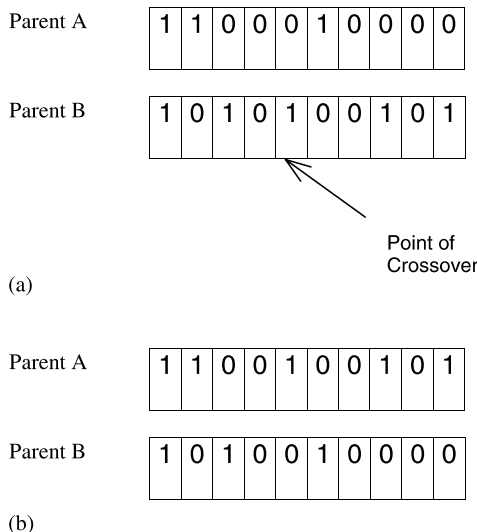 Parent A 1 1 0 0 0 1 0 0 0 0
Parent B 1 0 1 0 1 0 0 1 0 1
Point of
Crossover
(a)
Parent A 1 1 0 0 1 0 0 1 0 1
Parent B 1 0 1 0 0 1 0 0 0 0
(b)